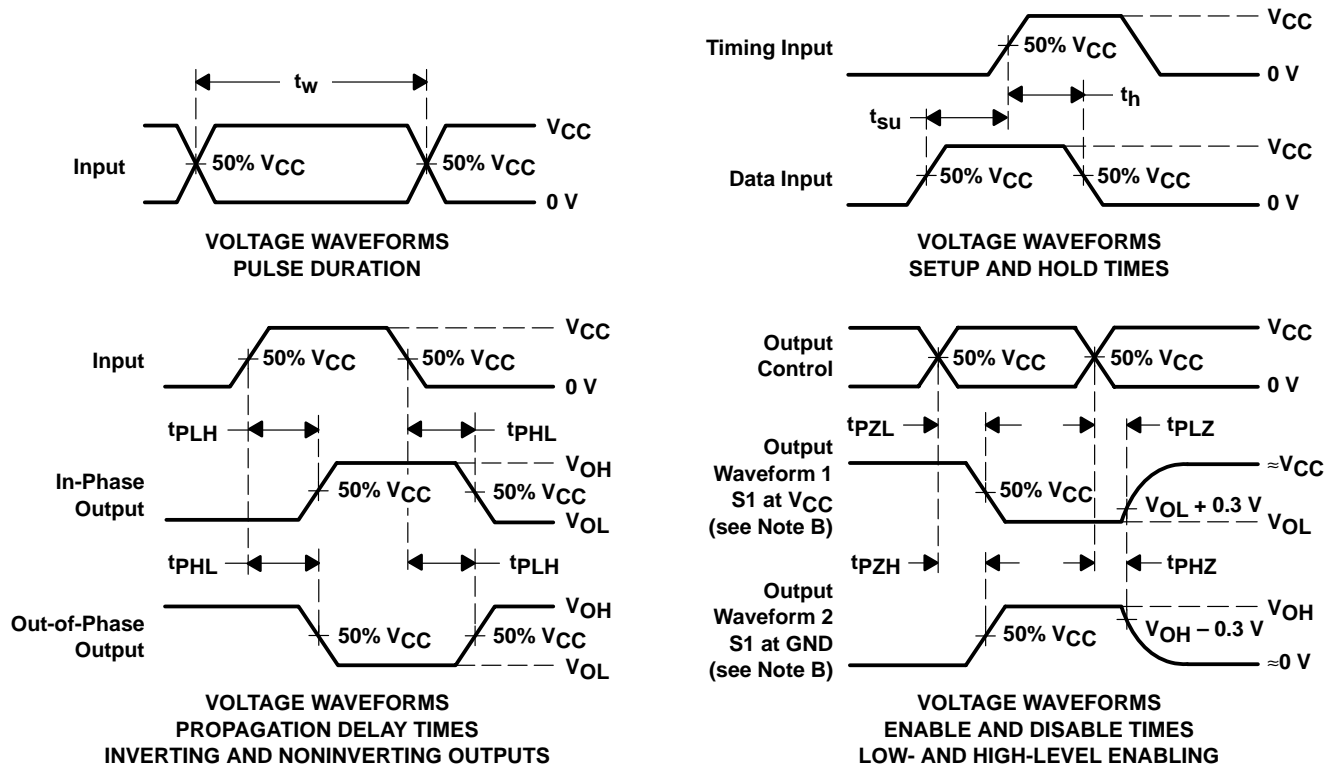 tw
VCC
Input
50% VCC
50% VCC
0 V
VOLTAGE WAVEFORMS
PULSE DURATION
VCC
Timing Input
50% VCC
0 V
th
tsu
VCC
Data Input
50% VCC
50% VCC
0 V
VOLTAGE WAVEFORMS
SETUP AND HOLD TIMES
VCC
Input
50% VCC
50% VCC
0 V
tPLH
tPHL
VOH
In-Phase
Output
50% VCC
50% VCC
VOL
tPHL
tPLH
VOH
Out-of-Phase
Output
50% VCC
50% VCC
VOL
VOLTAGE WAVEFORMS
PROPAGATION DELAY TIMES
INVERTING AND NONINVERTING OUTPUTS
VCC
Output
Control
50% VCC
50% VCC
0 V
tPZL
tPLZ
Output
Waveform 1
S1 at VCC
(see Note B)
≈VCC
50% VCC
VOL + 0.3 V
VOL
tPZH
tPHZ
Output
Waveform 2
S1 at GND
(see Note B)
VOH
50% VCC
VOH – 0.3 V
≈0 V
VOLTAGE WAVEFORMS
ENABLE AND DISABLE TIMES
LOW- AND HIGH-LEVEL ENABLING